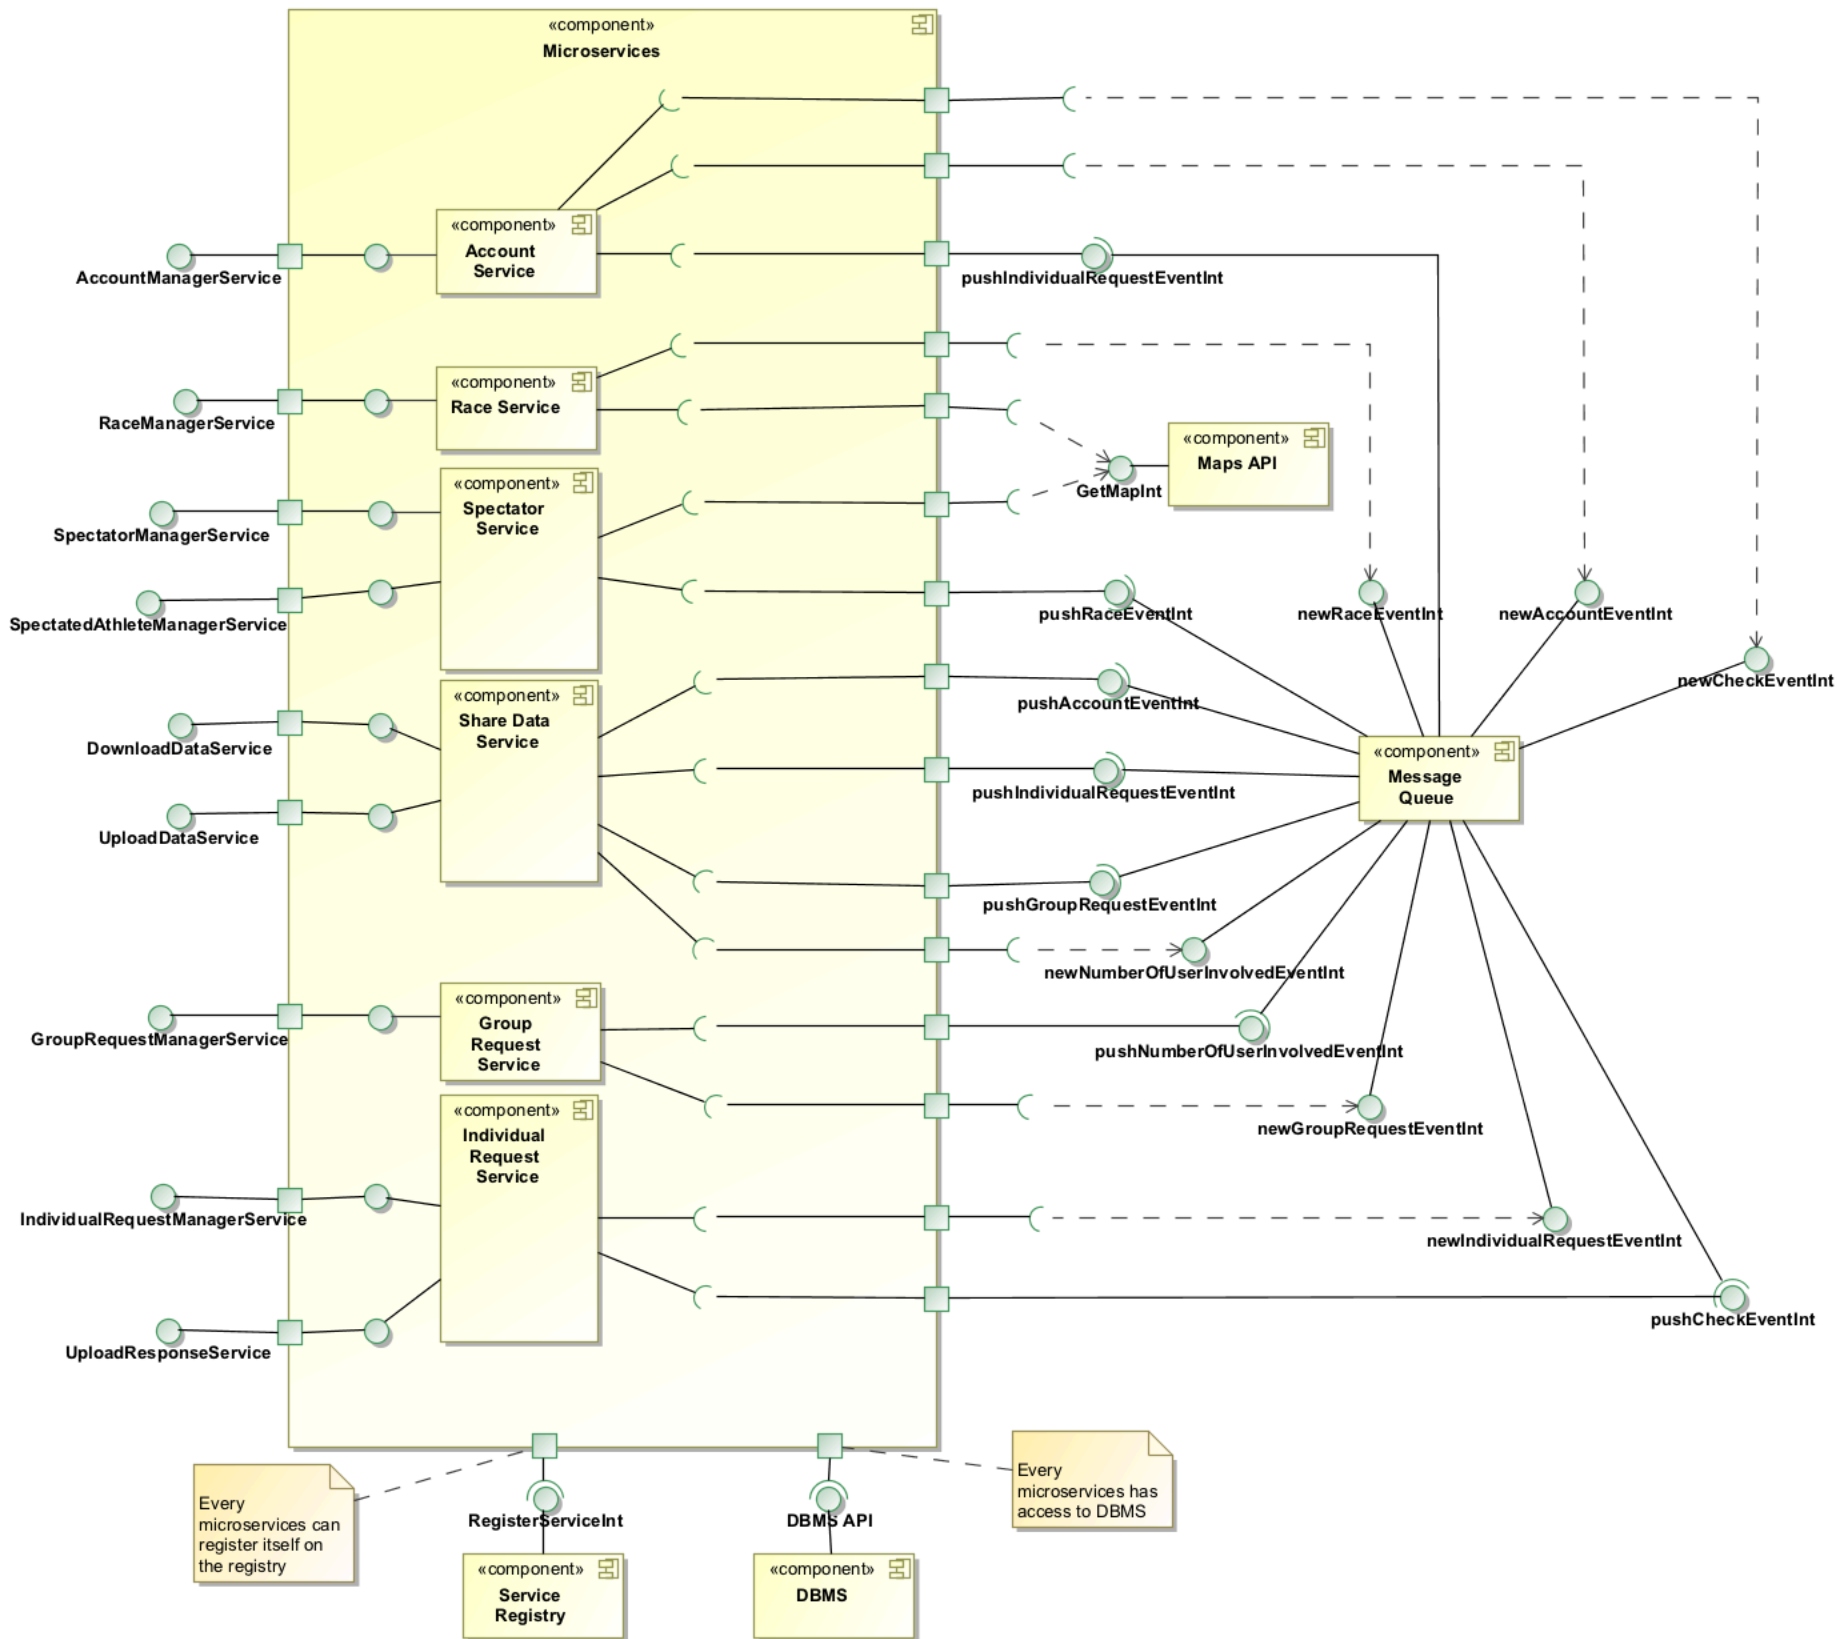 «component»
Microservices
«component»
Account
Service
AccountManagerService
pushIndividualRequestEventInt
«component»
Race Service
RaceManagerService
«component»
Maps API
GetMapInt
«component»
Spectator
Service
SpectatorManagerService
SpectatedAthleteManagerService
pushRaceEventInt
newRaceEventInt
newAccountEventInt
newCheckEventInt
«component»
Share Data
Service
pushAccountEventInt
DownloadDataService
«component»
Message
Queue
pushIndividualRequestEventInt
UploadDataService
pushGroupRequestEventInt
newNumberOfUserInvolvedEventInt
«component»
Group
Request
Service
GroupRequestManagerService
pushNumberOfUserInvolvedEventInt
«component»
Individual
Request
Service
newGroupRequestEventInt
IndividualRequestManagerService
newIndividualRequestEventInt
pushCheckEventInt
UploadResponseService
Every
microservices can
register itself on
the registry
RegisterServiceInt
DBMS API
Every
microservices has
access to DBMS
«component»
Service
Registry
«component»
DBMS